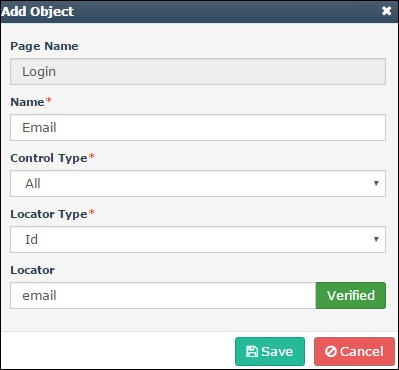 Add Object ✖
Page Name
Login
Name*
Email
Control Type*
All
Locator Type*
Id
Locator
email Verified
Save Cancel